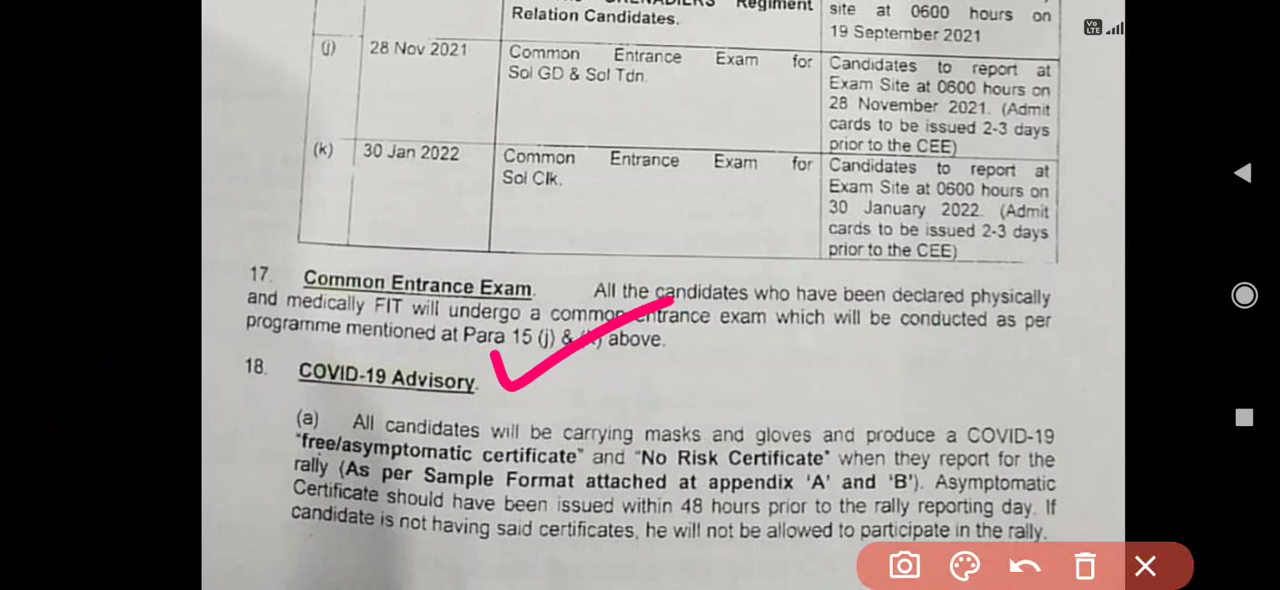 GRENADIERS Regiment
Relation Candidates.
site at 0600 hours on
19 September 2021
(j) 28 Nov 2021
Common Entrance Exam for
Sol GD & Sol Tdn.
Candidates to report at
Exam Site at 0600 hours on
28 November 2021. (Admit
cards to be issued 2-3 days
prior to the CEE)
(k) 30 Jan 2022
Common Entrance Exam for
Sol Clk.
Candidates to report at
Exam Site at 0600 hours on
30 January 2022. (Admit
cards to be issued 2-3 days
prior to the CEE)
17. Common Entrance Exam. All the candidates who have been declared physically
and medically FIT will undergo a common entrance exam which will be conducted as per
programme mentioned at Para 15 (j) & (k) above.
18. COVID-19 Advisory.
(a) All candidates will be carrying masks and gloves and produce a COVID-19
"free/asymptomatic certificate" and "No Risk Certificate" when they report for the
rally (As per Sample Format attached at appendix 'A' and 'B'). Asymptomatic
Certificate should have been issued within 48 hours prior to the rally reporting day. If
candidate is not having said certificates, he will not be allowed to participate in the rally.
Vo
LTE